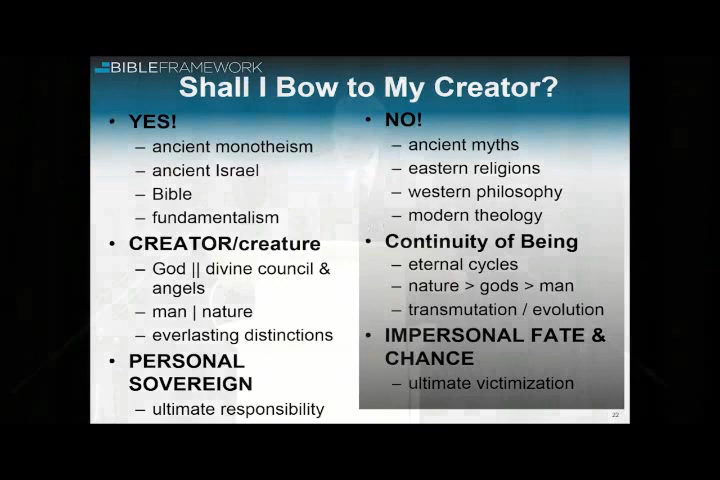 BIBLEFRAMEWORK
Shall I Bow to My Creator?
• YES!
– ancient monotheism
– ancient Israel
– Bible
– fundamentalism
• CREATOR/creature
– God || divine council &
angels
– man | nature
– everlasting distinctions
• PERSONAL
SOVEREIGN
– ultimate responsibility
• NO!
– ancient myths
– eastern religions
– western philosophy
– modern theology
• Continuity of Being
– eternal cycles
– nature > gods > man
– transmutation / evolution
• IMPERSONAL FATE &
CHANCE
– ultimate victimization
22